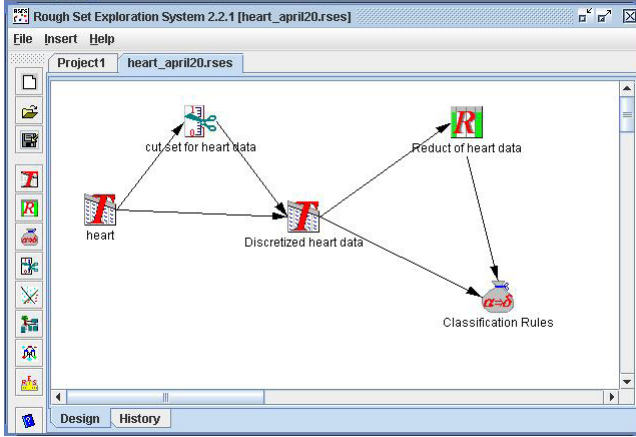 Rough Set Exploration System 2.2.1 [heart_april20.rses]
File Insert Help
Project1 heart_april20.rses
cut set for heart data
R
Reduct of heart data
T
heart
T
Discretized heart data
α⇒δ
Classification Rules
Design History